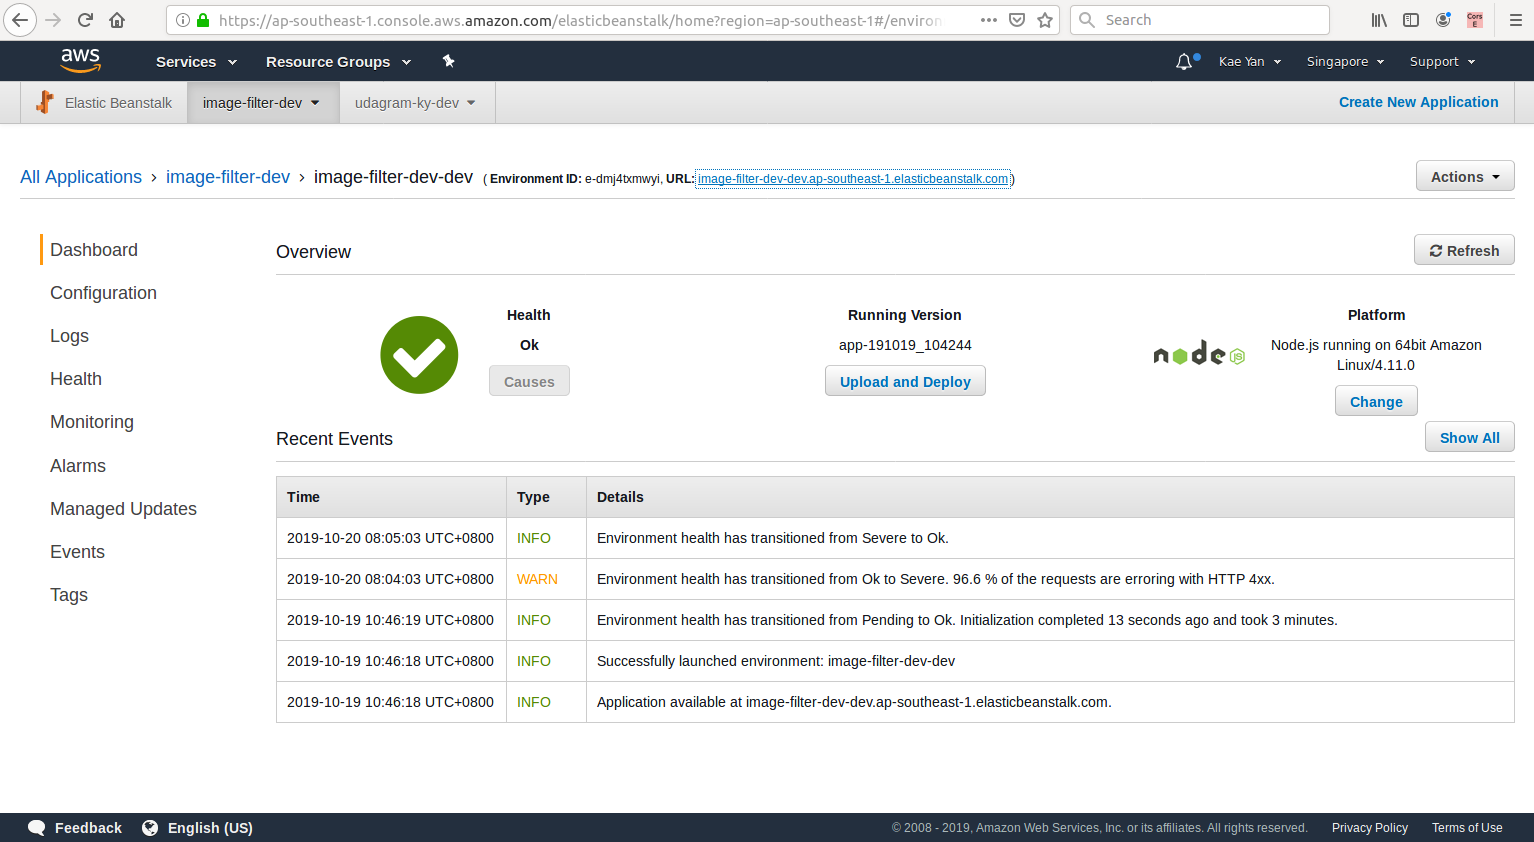 https://ap-southeast-1.console.aws.amazon.com/elasticbeanstalk/home?region=ap-southeast-1#/environ
Search
Cors E
aws
Services
Resource Groups
Kae Yan
Singapore
Support
Elastic Beanstalk
image-filter-dev
udagram-ky-dev
Create New Application
All Applications › image-filter-dev › image-filter-dev-dev ( Environment ID: e-dmj4txmwyi, URL: image-filter-dev-dev.ap-southeast-1.elasticbeanstalk.com)
Actions
Dashboard
Configuration
Logs
Health
Monitoring
Alarms
Managed Updates
Events
Tags
Overview
Refresh
Health
Ok
Causes
Running Version
app-191019_104244
Upload and Deploy
node JS
Platform
Node.js running on 64bit Amazon
Linux/4.11.0
Change
Recent Events
Show All
Time Type Details
2019-10-20 08:05:03 UTC+0800 INFO Environment health has transitioned from Severe to Ok.
2019-10-20 08:04:03 UTC+0800 WARN Environment health has transitioned from Ok to Severe. 96.6 % of the requests are erroring with HTTP 4xx.
2019-10-19 10:46:19 UTC+0800 INFO Environment health has transitioned from Pending to Ok. Initialization completed 13 seconds ago and took 3 minutes.
2019-10-19 10:46:18 UTC+0800 INFO Successfully launched environment: image-filter-dev-dev
2019-10-19 10:46:18 UTC+0800 INFO Application available at image-filter-dev-dev.ap-southeast-1.elasticbeanstalk.com.
Feedback
English (US)
© 2008 - 2019, Amazon Web Services, Inc. or its affiliates. All rights reserved.
Privacy Policy
Terms of Use